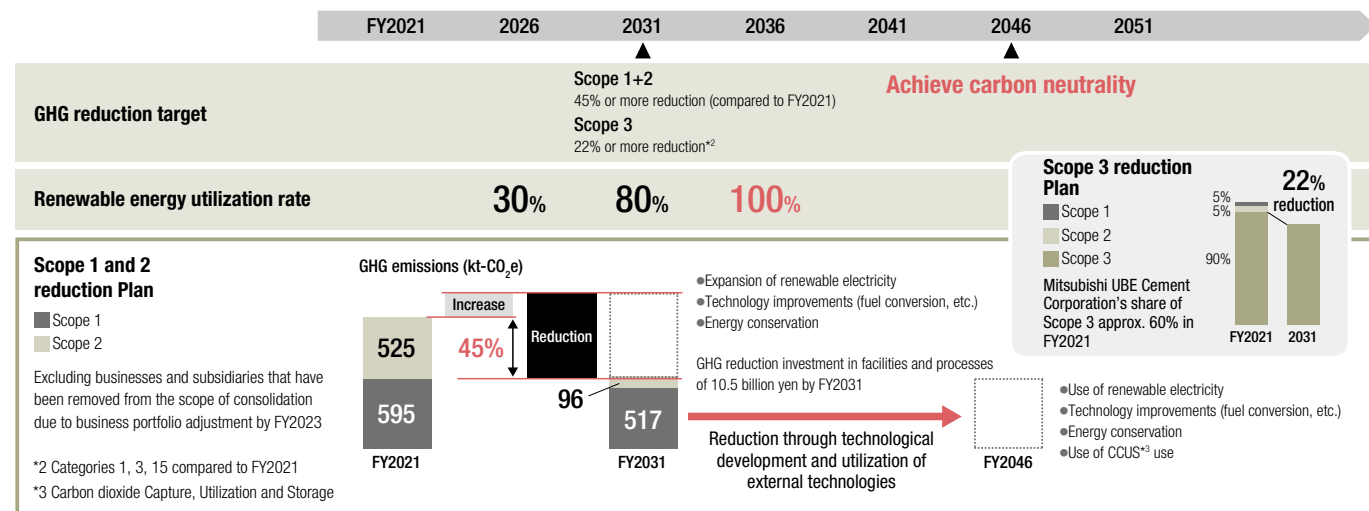 FY2021 2026 2031 2036 2041 2046 2051
GHG reduction target
Scope 1+2
45% or more reduction (compared to FY2021)
Scope 3
22% or more reduction*2
Achieve carbon neutrality
Renewable energy utilization rate
30% 80% 100%
Scope 3 reduction
Plan
Scope 1
Scope 2
Scope 3
Mitsubishi UBE Cement
Corporation's share of
Scope 3 approx. 60% in
FY2021
22%
reduction
5%
5%
90%
FY2021 2031
Scope 1 and 2
reduction Plan
Scope 1
Scope 2
Excluding businesses and subsidiaries that have
been removed from the scope of consolidation
due to business portfolio adjustment by FY2023
*2 Categories 1, 3, 15 compared to FY2021
*3 Carbon dioxide Capture, Utilization and Storage
GHG emissions (kt-CO2e)
525
595
FY2021
Increase
45%
Reduction
96
517
FY2031
●Expansion of renewable electricity
●Technology improvements (fuel conversion, etc.)
●Energy conservation
GHG reduction investment in facilities and processes
of 10.5 billion yen by FY2031
Reduction through technological
development and utilization of
external technologies
FY2046
●Use of renewable electricity
●Technology improvements (fuel conversion, etc.)
●Energy conservation
●Use of CCUS*3 use